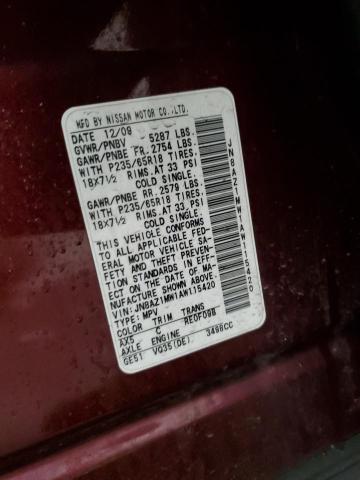 MFD BY NISSAN MOTOR CO.,LTD.
DATE 12/08
GVWR/PNBV 5287 LBS.
GAWR/PNBE FR. 2754 LBS.
WITH P235/65R18 TIRES,
18X7½ RIMS,AT 33 PSI
COLD SINGLE.
GAWR/PNBE RR. 2579 LBS.
WITH P235/65R18 TIRES,
18X7½ RIMS,AT 33 PSI
COLD SINGLE.
THIS VEHICLE CONFORMS
TO ALL APPLICABLE FED-
ERAL MOTOR VEHICLE SA-
FETY AND THEFT PREVEN-
TION STANDARDS IN EFF-
ECT ON THE DATE OF MA-
NUFACTURE SHOWN ABOVE.
VIN:JN8AZ1MW1AW115420
TYPE: MPV
COLOR TRIM TRANS
AX5 C RE0F09B
AXLE ENGINE
GE51 VQ35(DE) 3498CC
JN8AZ1MW1AW115420